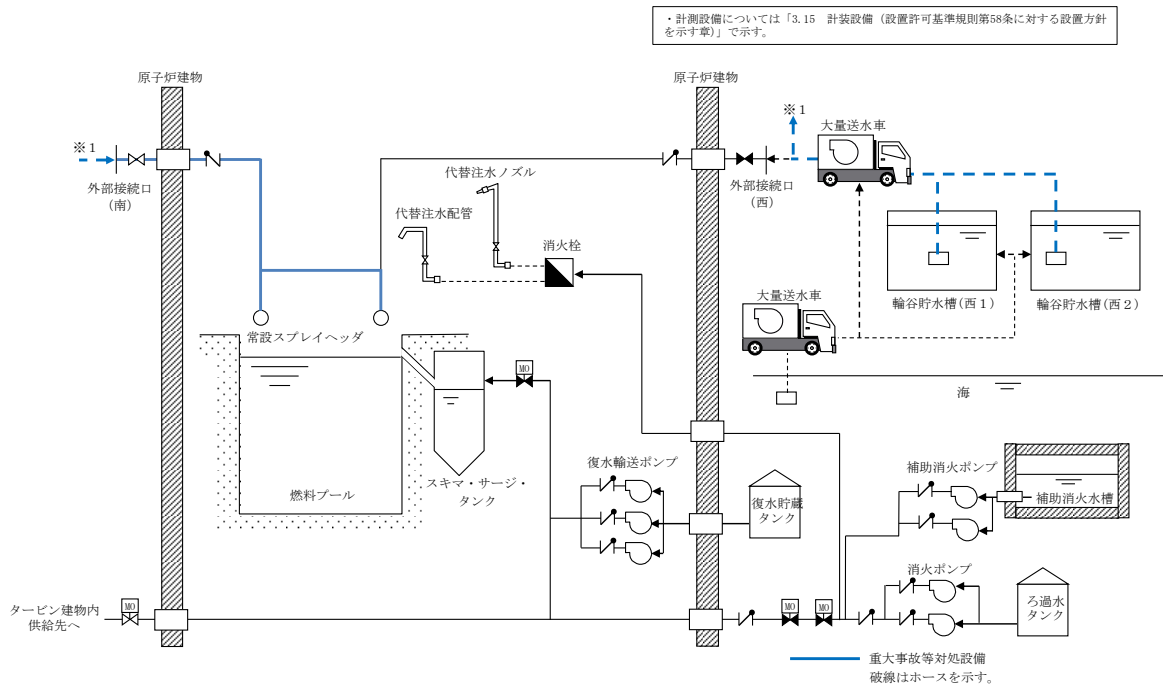 ・計測設備については「3.15　計装設備（設置許可基準規則第58条に対する設置方針
を示す章）」で示す。
原子炉建物
原子炉建物
※1
外部接続口
(南)
※1
大量送水車
外部接続口
(西)
代替注水ノズル
代替注水配管
消火栓
輪谷貯水槽(西1)
輪谷貯水槽(西2)
大量送水車
海
常設スプレイヘッダ
MO
燃料プール
スキマ・サージ・
タンク
復水輸送ポンプ
復水貯蔵
タンク
補助消火ポンプ
補助消火水槽
消火ポンプ
ろ過水
タンク
タービン建物内
供給先へ
MO
MO
MO
重大事故等対処設備
破線はホースを示す。